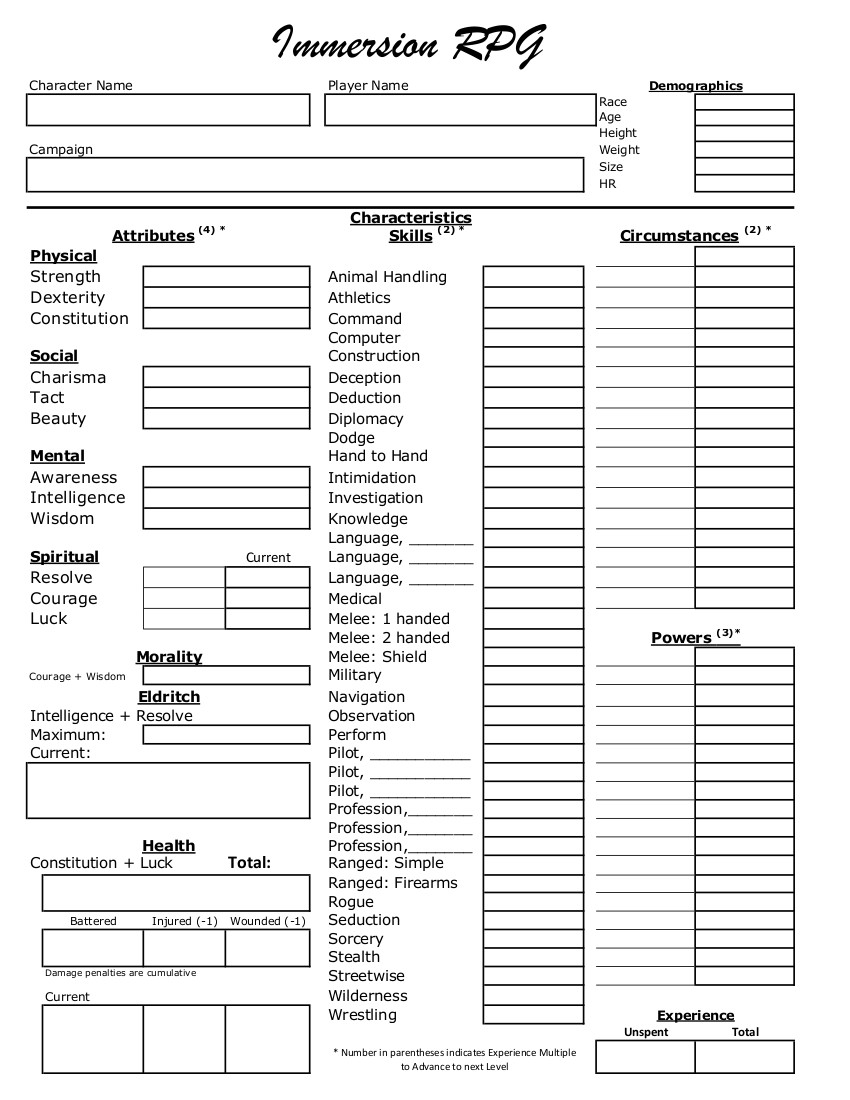 Immersion RPG
Character Name
Player Name
Demographics
Race
Age
Height
Weight
Size
HR
Campaign
Characteristics
Attributes (4) *
Skills (2) *
Circumstances (2) *
Physical
Strength
Dexterity
Constitution
Social
Charisma
Tact
Beauty
Mental
Awareness
Intelligence
Wisdom
Spiritual
Current
Resolve
Courage
Luck
Morality
Courage + Wisdom
Eldritch
Intelligence + Resolve
Maximum:
Current:
Health
Constitution + Luck
Total:
Battered
Injured (-1)
Wounded (-1)
Damage penalties are cumulative
Current
Animal Handling
Athletics
Command
Computer
Construction
Deception
Deduction
Diplomacy
Dodge
Hand to Hand
Intimidation
Investigation
Knowledge
Language, _______
Language, _______
Language, _______
Medical
Melee: 1 handed
Melee: 2 handed
Melee: Shield
Military
Navigation
Observation
Perform
Pilot, ___________
Pilot, ___________
Pilot, ___________
Profession,_______
Profession,_______
Profession,_______
Ranged: Simple
Ranged: Firearms
Rogue
Seduction
Sorcery
Stealth
Streetwise
Wilderness
Wrestling
* Number in parentheses indicates Experience Multiple
to Advance to next Level
Powers (3)*
Experience
Unspent
Total